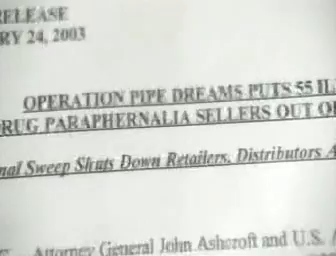 RELEASE
RY 24, 2003
OPERATION PIPE DREAMS PUTS 55 IL
RUG PARAPHERNALIA SELLERS OUT O
nal Sweep Shuts Down Retailers, Distributors A
Attorney General John Ashcroft and U.S. A